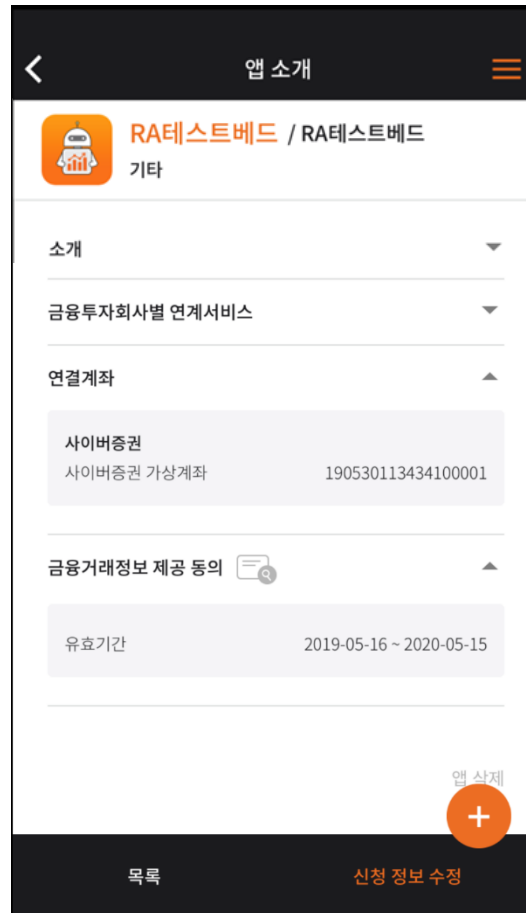 앱 소개
RA테스트베드 / RA테스트베드
기타
소개
금융투자회사별 연계서비스
연결계좌
사이버증권
사이버증권 가상계좌 190530113434100001
금융거래정보 제공 동의
유효기간 2019-05-16 ~ 2020-05-15
앱 삭제
목록 신청 정보 수정